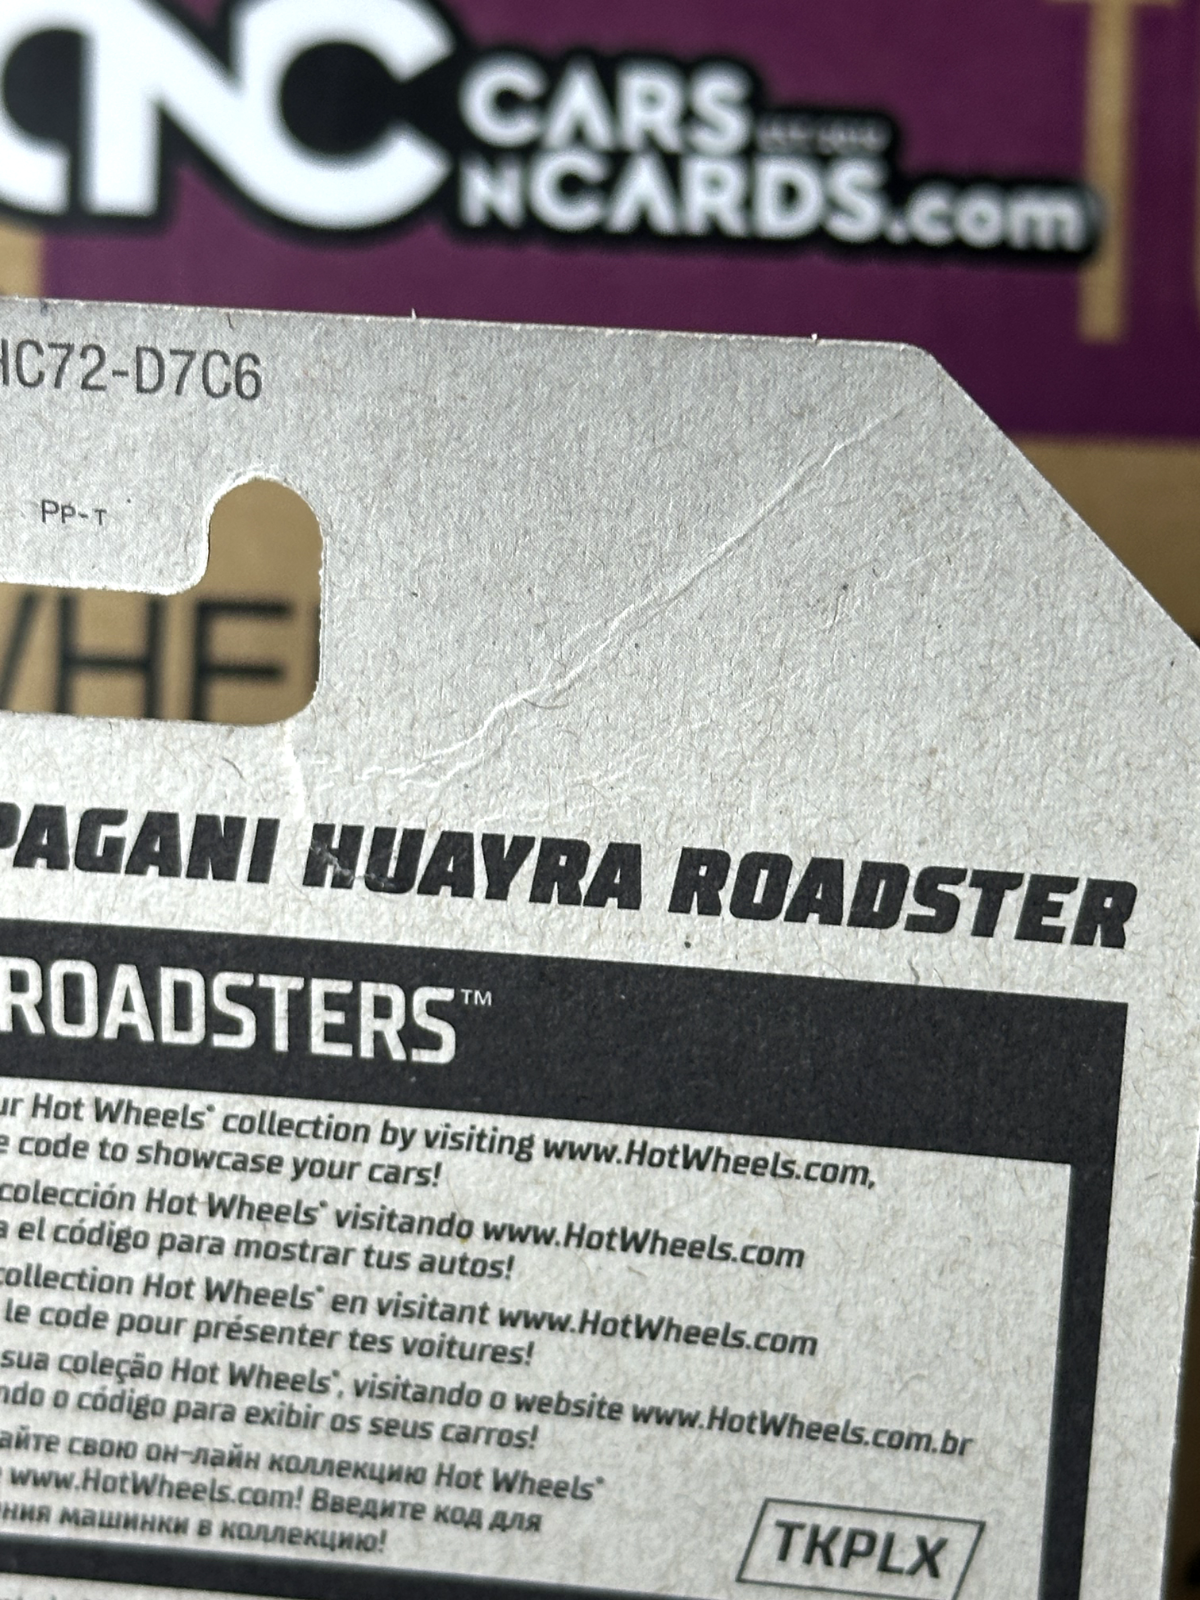 CNC CARS
NCARDS.com
HC72-D7C6
PP-T
WHE
PAGANI HUAYRA ROADSTER
ROADSTERS™
ur Hot Wheels® collection by visiting www.HotWheels.com,
e code to showcase your cars!
colección Hot Wheels® visitando www.HotWheels.com
a el código para mostrar tus autos!
collection Hot Wheels® en visitant www.HotWheels.com
le code pour présenter tes voitures!
sua coleção Hot Wheels®, visitando o website www.HotWheels.com.br
ndo o código para exibir os seus carros!
айте свою он-лайн коллекцию Hot Wheels®
www.HotWheels.com! Введите код для
ния машинки в коллекцию!
TKPLX